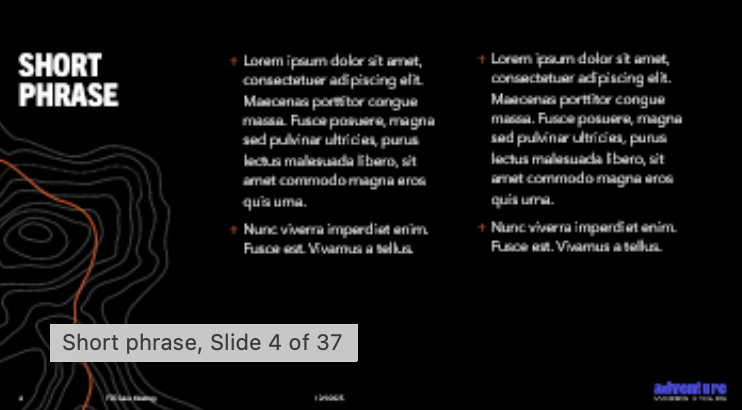 SHORT
PHRASE
Lorem ipsum dolor sit amet,
consectetuer adipiscing elit.
Maecenas porttitor congue
massa. Fusce posuere, magna
sed pulvinar ultricies, purus
lectus malesuada libero, sit
amet commodo magna eros
quis urna.
Nunc viverra imperdiet enim.
Fusce est. Vivamus a tellus.
Lorem ipsum dolor sit amet,
consectetuer adipiscing elit.
Maecenas porttitor congue
massa. Fusce posuere, magna
sed pulvinar ultricies, purus
lectus malesuada libero, sit
amet commodo magna eros
quis urna.
Nunc viverra imperdiet enim.
Fusce est. Vivamus a tellus.
Short phrase, Slide 4 of 37
4
adventure